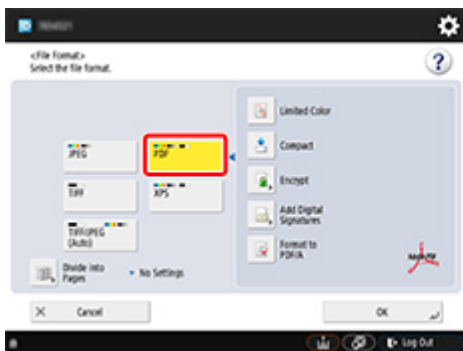 <File Format>
Select the file format.
?
Limited Color
JPEG
PDF
Compact
TIFF
XPS
Encrypt
TIFF/JPEG
(Auto)
Add Digital
Signatures
Divide into
Pages
No Settings
Format to
PDF/A
Cancel
OK
Log Out